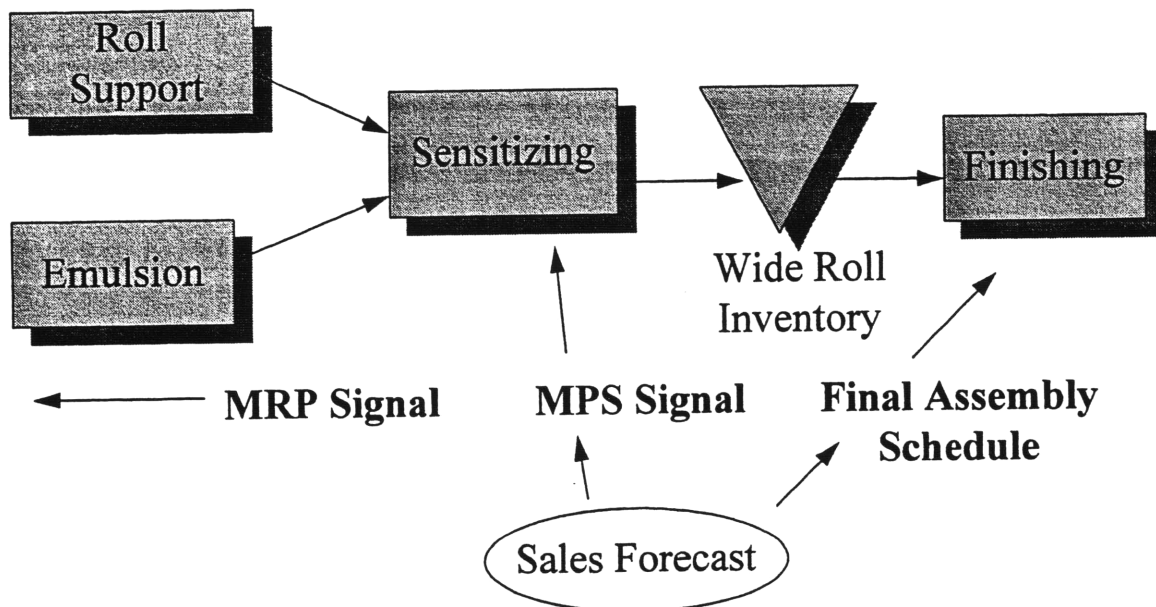 Roll
Support
Sensitizing
Finishing
Emulsion
Wide Roll
Inventory
MRP Signal
MPS Signal
Final Assembly
Schedule
Sales Forecast